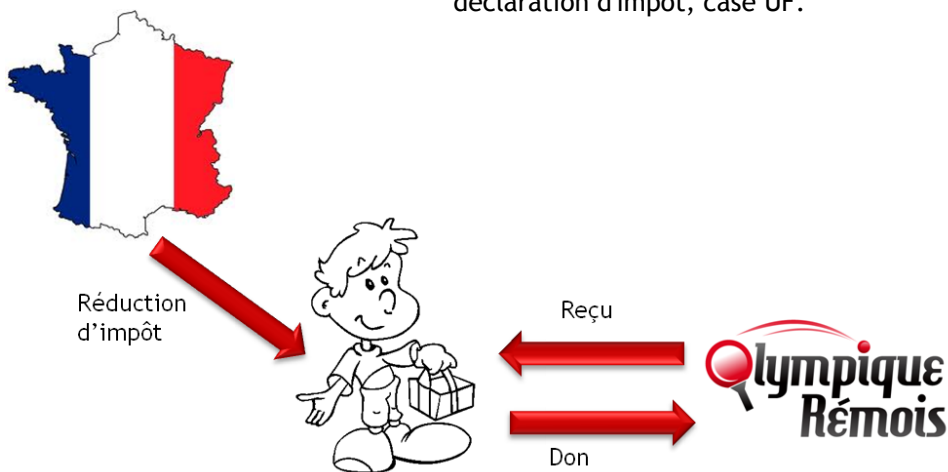 déclaration d'impôt, case UF.
Réduction
d'impôt
Reçu
Olympique
Rémois
Don